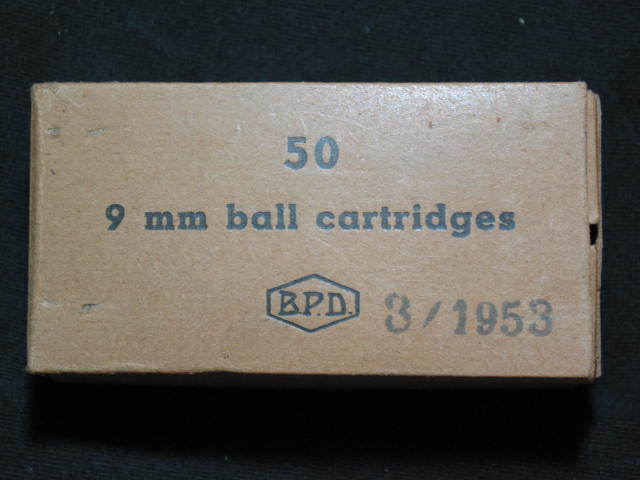 50
9 mm ball cartridges
B.P.D. 3/1953